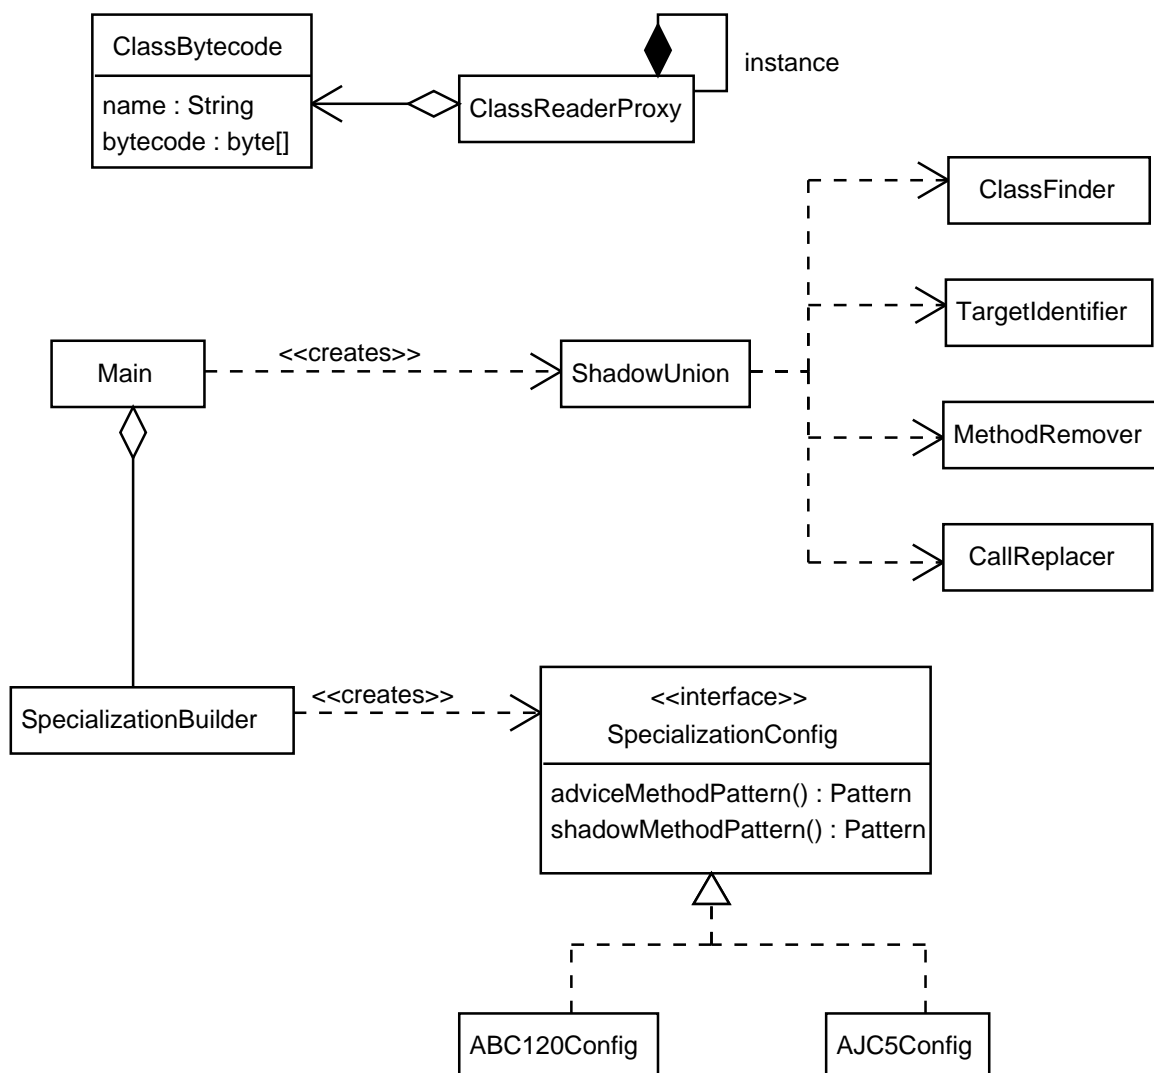 ClassBytecode
name : String
bytecode : byte[]
ClassReaderProxy
instance
ClassFinder
TargetIdentifier
Main
<<creates>>
ShadowUnion
MethodRemover
CallReplacer
SpecializationBuilder
<<creates>>
<<interface>>
SpecializationConfig
adviceMethodPattern() : Pattern
shadowMethodPattern() : Pattern
ABC120Config
AJC5Config